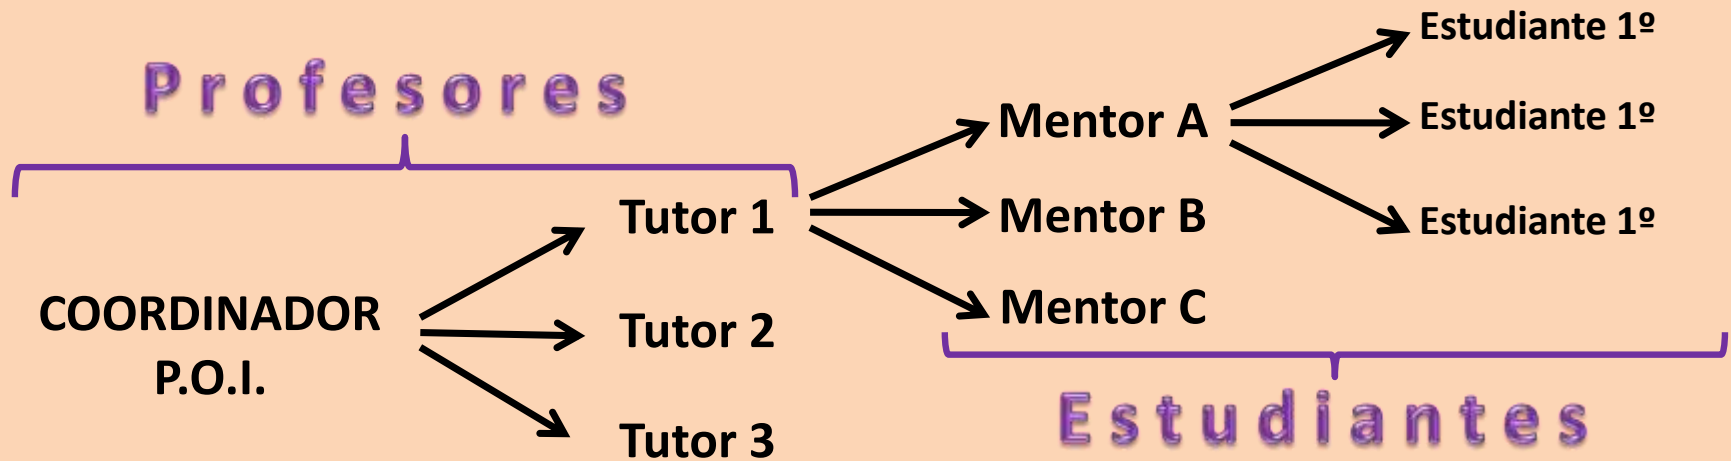 Profesores
COORDINADOR
P.O.I.
Tutor 1
Tutor 2
Tutor 3
Mentor A
Mentor B
Mentor C
Estudiante 1º
Estudiante 1º
Estudiante 1º
Estudiantes